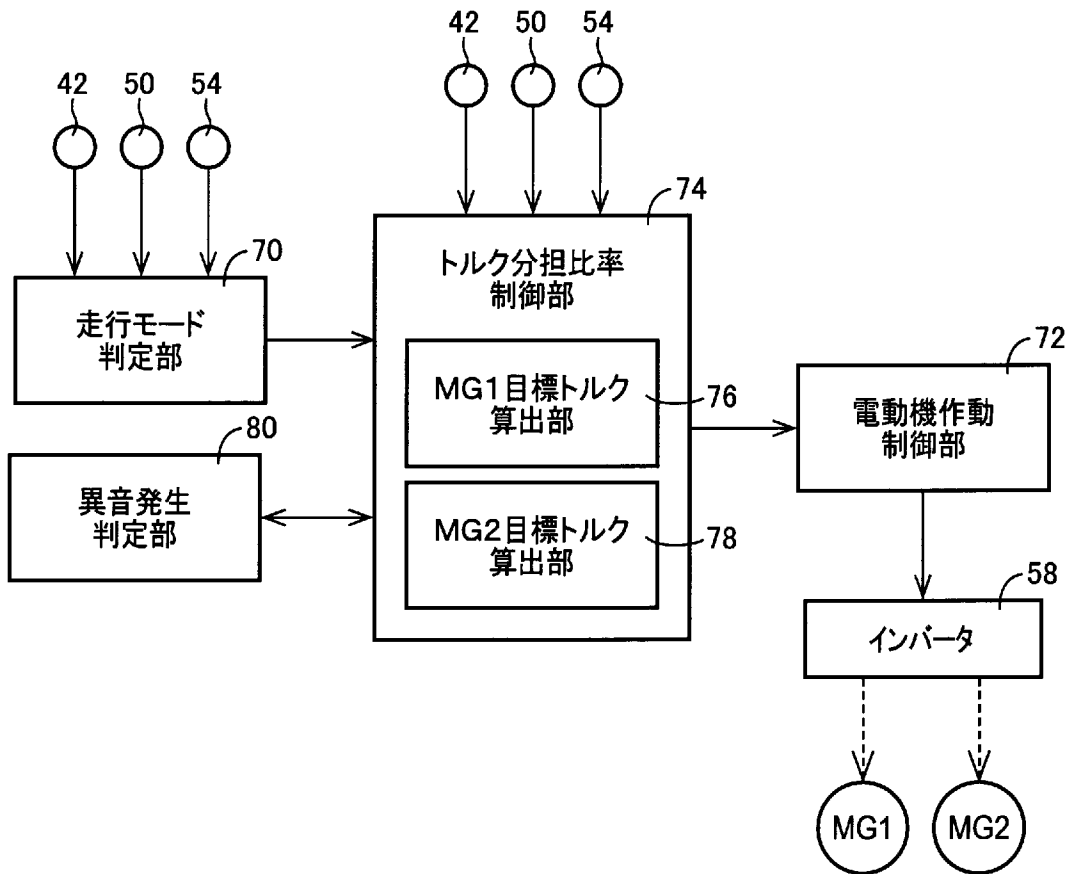 42 50 54
42 50 54
70
走行モード
判定部
74
トルク分担比率
制御部
MG1目標トルク
算出部
76
MG2目標トルク
算出部
78
80
異音発生
判定部
72
電動機作動
制御部
58
インバータ
MG1 MG2